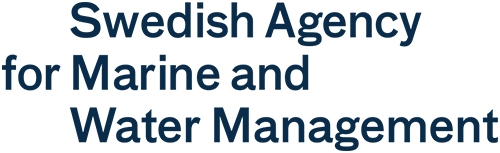 Swedish Agency
for Marine and
Water Management